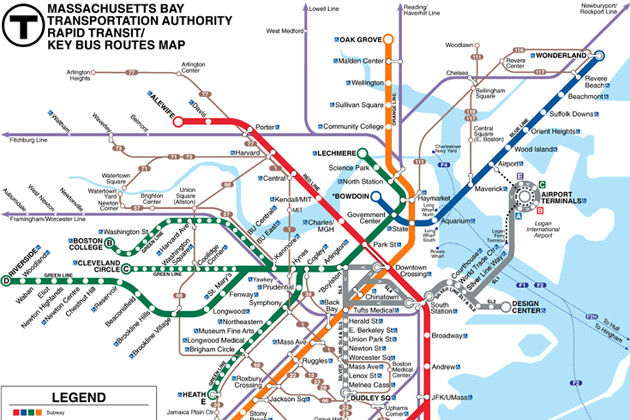 T
MASSACHUSETTS BAY
TRANSPORTATION AUTHORITY
RAPID TRANSIT/
KEY BUS ROUTES MAP
Lowell Line
Reading/
Haverhill Line
Newburyport/
Rockport Line
West Medford
OAK GROVE
Malden Center
Wellington
Sullivan Square
Community College
ORANGE LINE
Woodlawn
116
117
Revere
Center
WONDERLAND
Revere
Beach
Beachmont
Suffolk Downs
Orient Heights
Wood Island
BLUE LINE
Airport
Maverick
Chelsea
Bellingham
Square
Central
Square
(E. Boston)
111
Charlestown
Navy Yard
F4
Arlington
Heights
77
Arlington
Center
ALEWIFE
Davis
Porter
Harvard
Central
Kendall/MIT
MIT
Charles/
MGH
RED LINE
Waltham
Fitchburg Line
Waverley
Belmont
73
71
72
Watertown
Square
Watertown
Yard
Newton
Corner
Brighton
Center
Union
Square
(Allston)
57
66
Auburndale
West Newton
Newtonville
Framingham/Worcester Line
LECHMERE
Science Park
North Station
BOWDOIN
Government
Center
Haymarket
State
Aquarium
Park St.
Long
Wharf
North
Long
Wharf
South
Rowes
Wharf
E
C
A
B
AIRPORT
TERMINALS
Logan
International
Airport
Logan
Ferry
Terminal
BOSTON
COLLEGE
B
Washington St.
Harvard Ave.
GREEN LINE
CLEVELAND
CIRCLE
C
Coolidge
Corner
BU Central
BU East
Kenmore
Hynes
Copley
Arlington
Boylston
RIVERSIDE
D
Woodland
Waban
Eliot
Newton Highlands
Newton Centre
Chestnut Hill
Reservoir
Beaconsfield
Brookline Hills
Brookline Village
Longwood
Fenway
St. Mary's
Yawkey
Prudential
Symphony
Northeastern
Museum Fine Arts
Longwood Medical
Brigham Circle
HEATH
E
Back
Bay
Mass Ave.
Ruggles
Roxbury
Crossing
Jackson Sq.
Stony
Brook
Jamaica Plain
Downtown
Crossing
Chinatown
Tufts Medical
Herald St.
E. Berkeley St.
Union Park St.
Newton St.
Worcester Sq.
Mass Ave.
Lenox St.
Melnea Cass
DUDLEY SQ.
Boston
Medical
Center
SL5
SL4
South
Station
Courthouse
World Trade Ctr.
Silver Line Way
SL1
SL2
DESIGN
CENTER
Broadway
Andrew
JFK/UMass
Uphams
Corner
F1
F2
F2H
To Hull
To Hingham
LEGEND
Subway